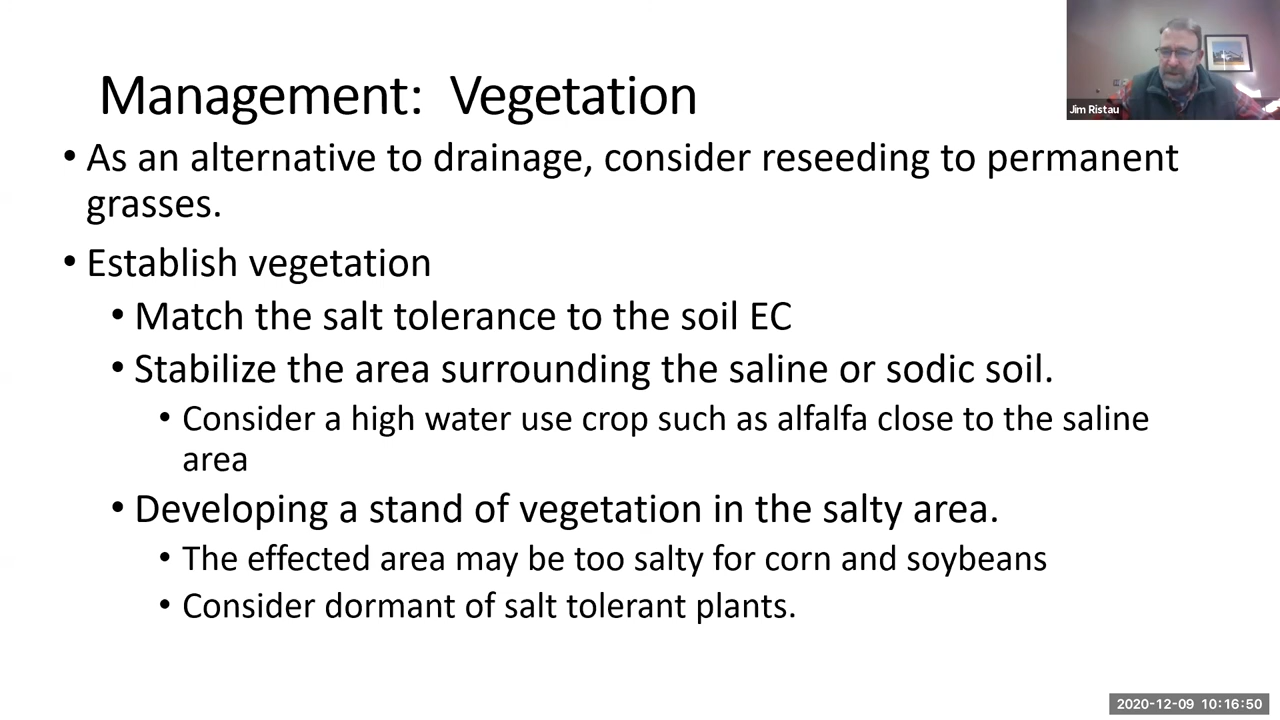 Management: Vegetation
• As an alternative to drainage, consider reseeding to permanent
grasses.
• Establish vegetation
• Match the salt tolerance to the soil EC
• Stabilize the area surrounding the saline or sodic soil.
• Consider a high water use crop such as alfalfa close to the saline
area
• Developing a stand of vegetation in the salty area.
• The effected area may be too salty for corn and soybeans
• Consider dormant of salt tolerant plants.
Jim Ristau
2020-12-09 10:16:50